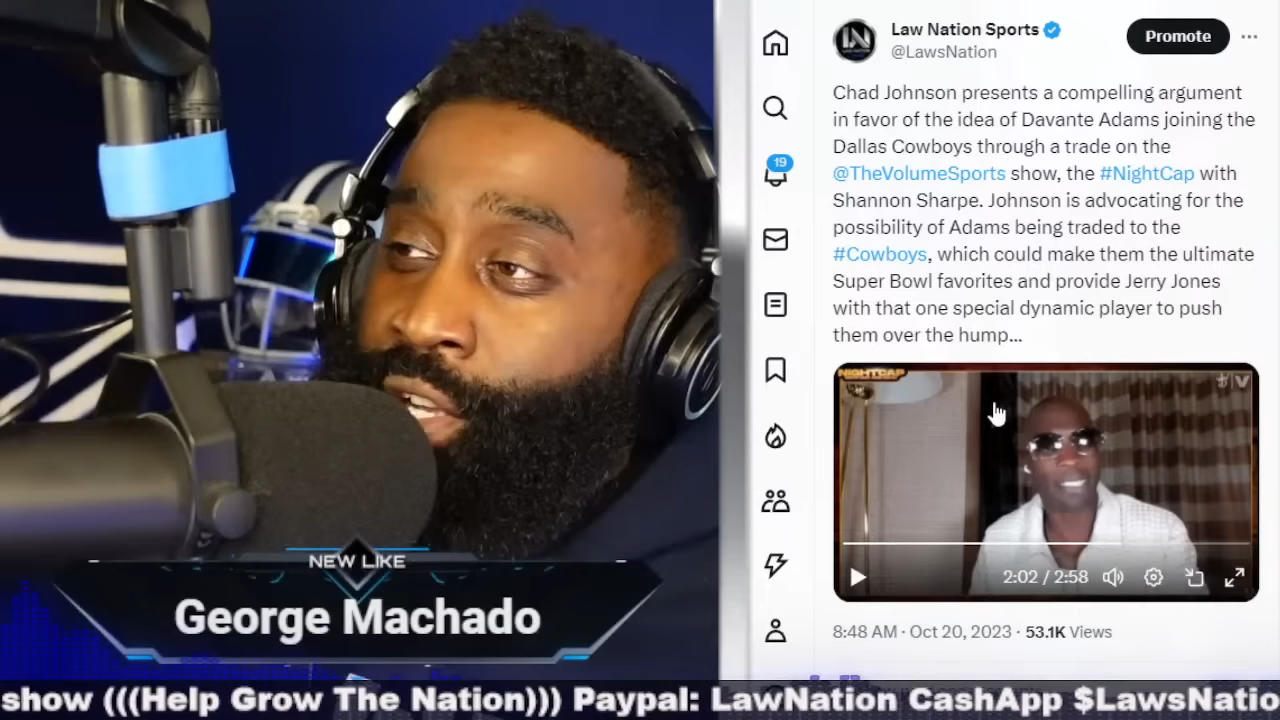 Law Nation Sports
@LawsNation
Promote
Chad Johnson presents a compelling argument
in favor of the idea of Davante Adams joining the
Dallas Cowboys through a trade on the
@TheVolumeSports show, the #NightCap with
Shannon Sharpe. Johnson is advocating for the
possibility of Adams being traded to the
#Cowboys, which could make them the ultimate
Super Bowl favorites and provide Jerry Jones
with that one special dynamic player to push
them over the hump...
19
NIGHTCAP
2:02 / 2:58
8:48 AM · Oct 20, 2023 · 53.1K Views
NEW LIKE
George Machado
show (((Help Grow The Nation))) Paypal: LawNation CashApp $LawsNatio